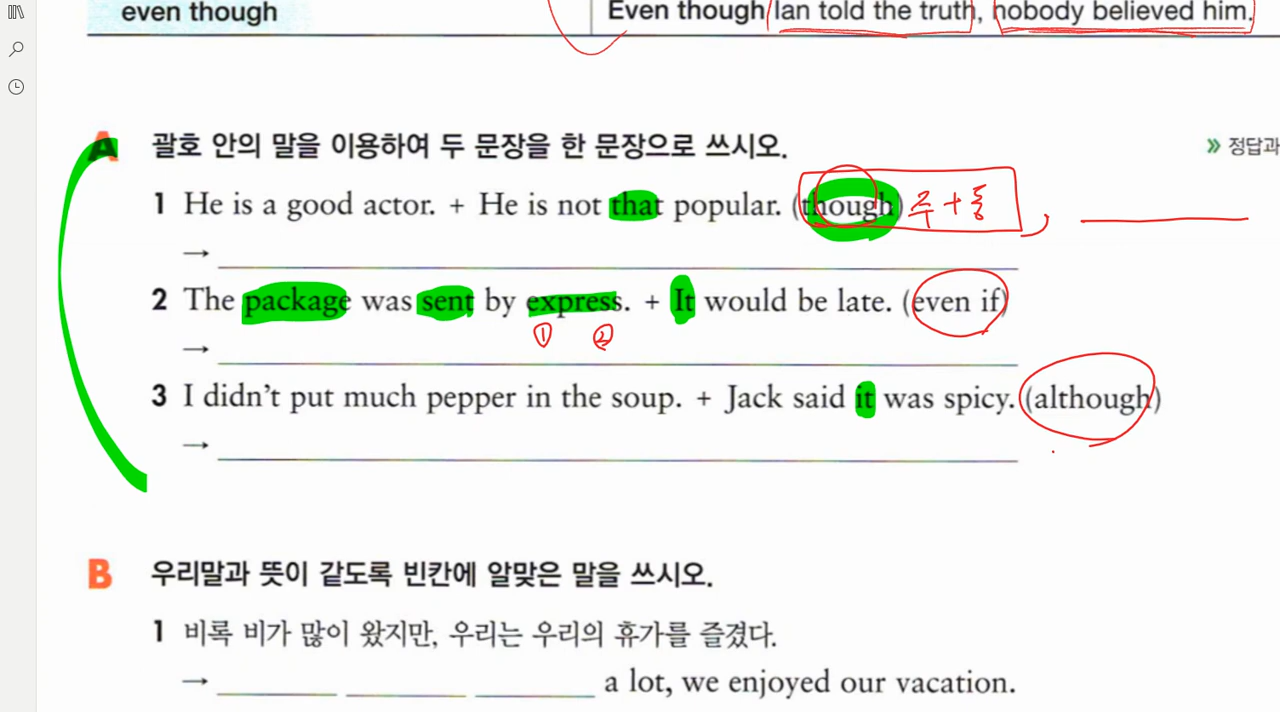 even though
Even though Ian told the truth, nobody believed him.
A 괄호 안의 말을 이용하여 두 문장을 한 문장으로 쓰시오.
» 정답과
1 He is a good actor. + He is not that popular. (though) 주+동,
→
2 The package was sent by express. + It would be late. (even if)
① ②
→
3 I didn't put much pepper in the soup. + Jack said it was spicy. (although)
→
B 우리말과 뜻이 같도록 빈칸에 알맞은 말을 쓰시오.
1 비록 비가 많이 왔지만, 우리는 우리의 휴가를 즐겼다.
→ a lot, we enjoyed our vacation.